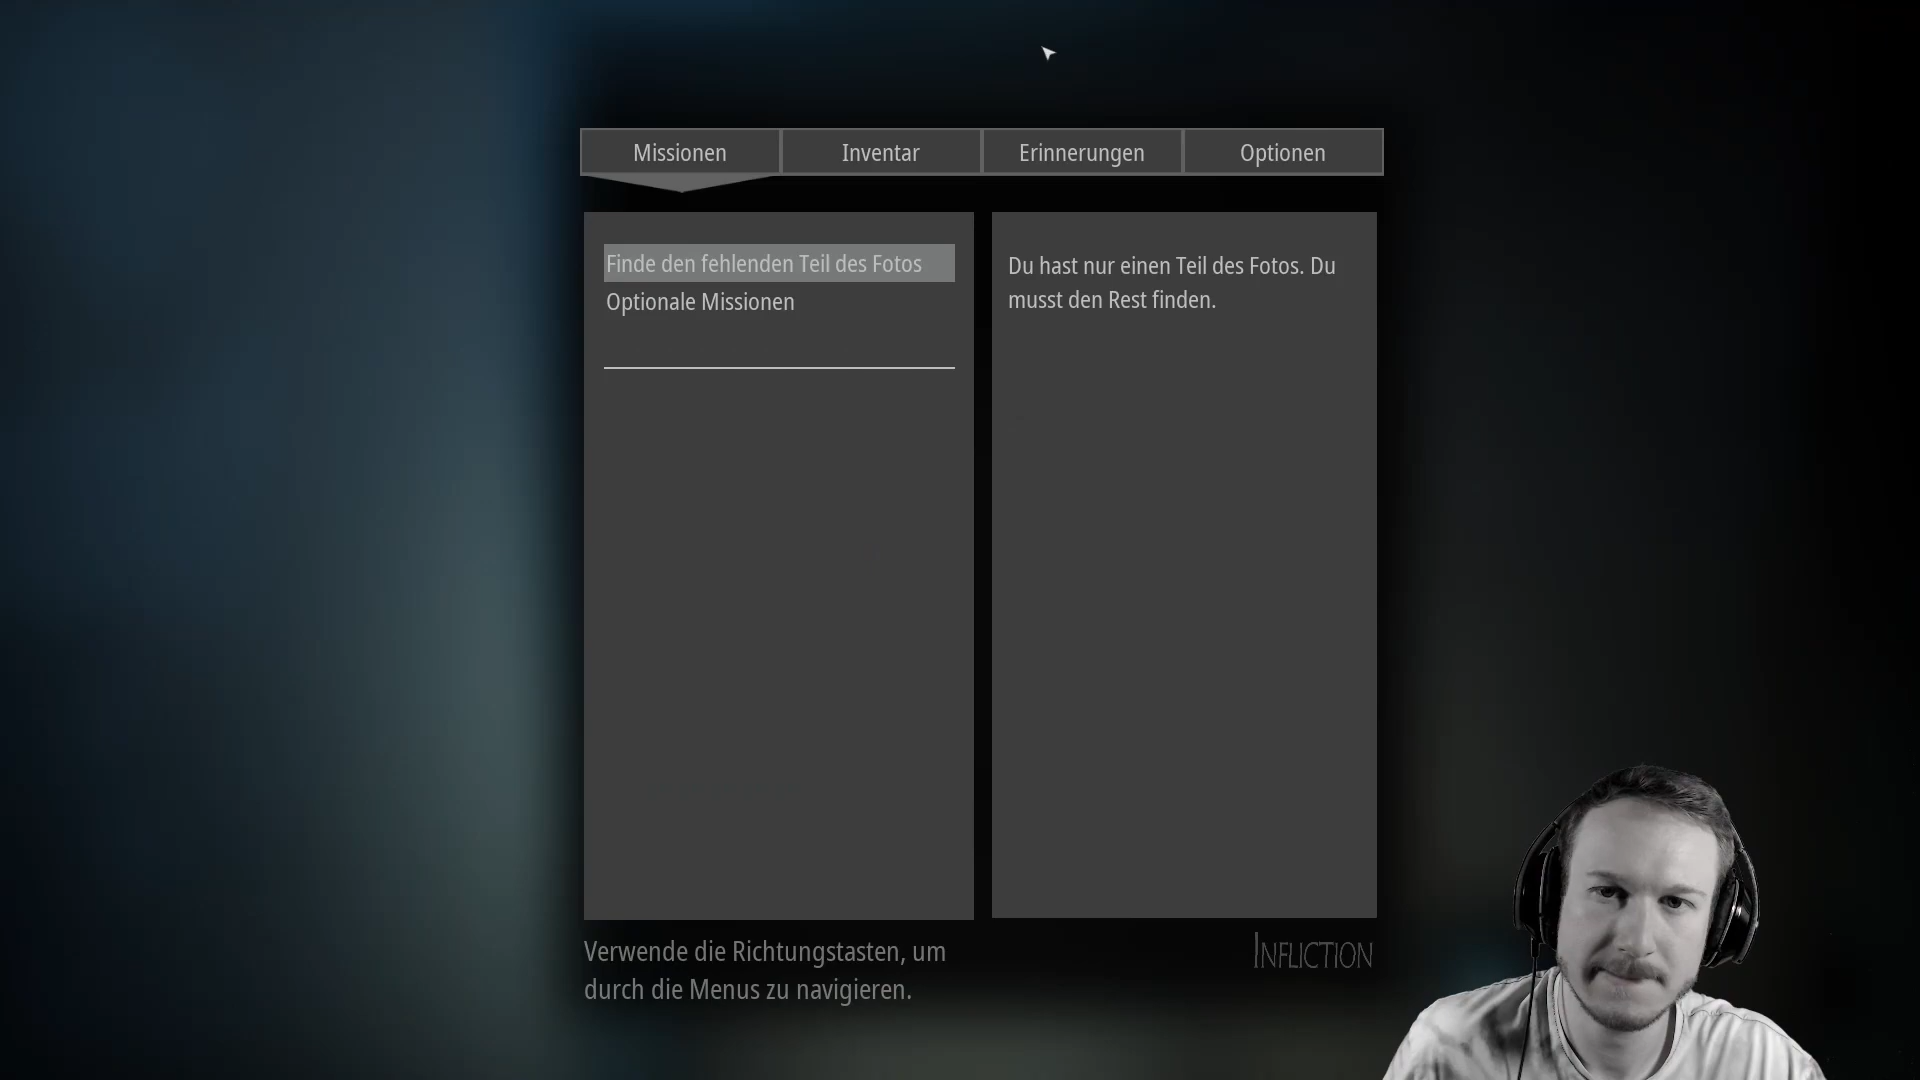 Missionen
Inventar
Erinnerungen
Optionen
Finde den fehlenden Teil des Fotos
Optionale Missionen
Du hast nur einen Teil des Fotos. Du
musst den Rest finden.
Verwende die Richtungstasten, um
durch die Menus zu navigieren.
INFLICTION